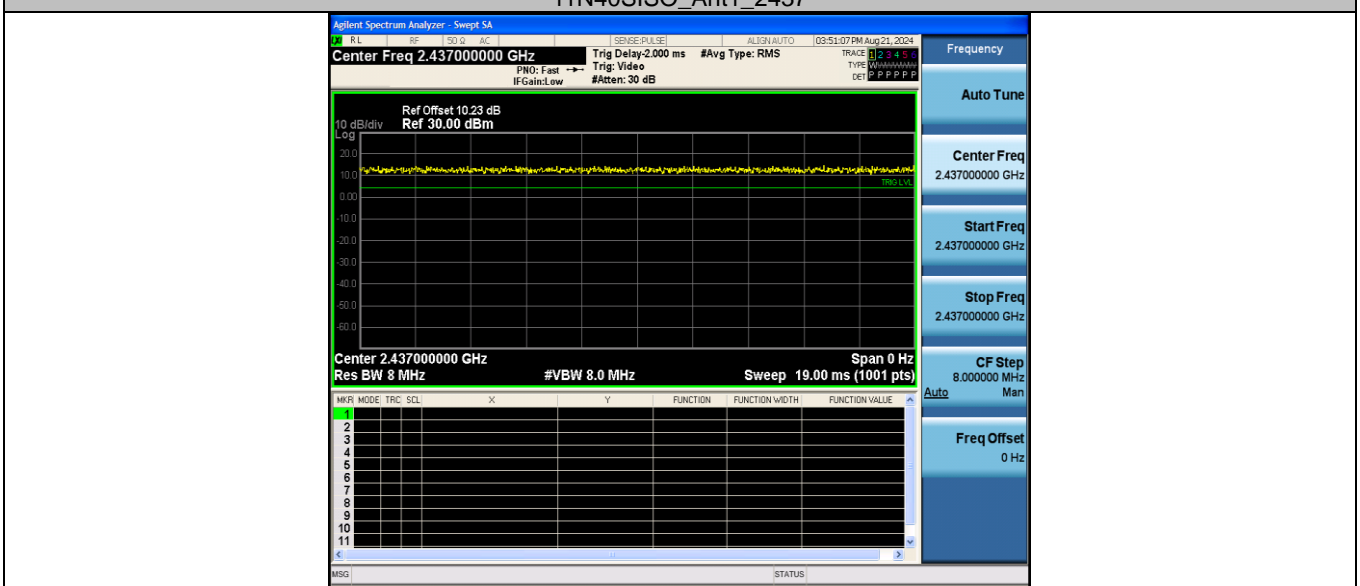 11N40SISO_Ant1_2437
Agilent Spectrum Analyzer - Swept SA
RL RF 50 Ω AC SENSE:PULSE ALIGN AUTO 03:51:07 PM Aug 21, 2024
Center Freq 2.437000000 GHz
Trig Delay-2.000 ms #Avg Type: RMS
TRACE 1 2 3 4 5 6
PNO: Fast Trig: Video
TYPE W
IFGain:Low #Atten: 30 dB
DET P P P P P P
Ref Offset 10.23 dB
10 dB/div Ref 30.00 dBm
Log
20.0
10.0
TRIG LVL
0.00
-10.0
-20.0
-30.0
-40.0
-50.0
-60.0
Center 2.437000000 GHz Span 0 Hz
Res BW 8 MHz #VBW 8.0 MHz Sweep 19.00 ms (1001 pts)
MKR MODE TRC SCL X Y FUNCTION FUNCTION WIDTH FUNCTION VALUE
1
2
3
4
5
6
7
8
9
10
11
MSG STATUS
Frequency
Auto Tune
Center Freq
2.437000000 GHz
Start Freq
2.437000000 GHz
Stop Freq
2.437000000 GHz
CF Step
8.000000 MHz
Auto Man
Freq Offset
0 Hz